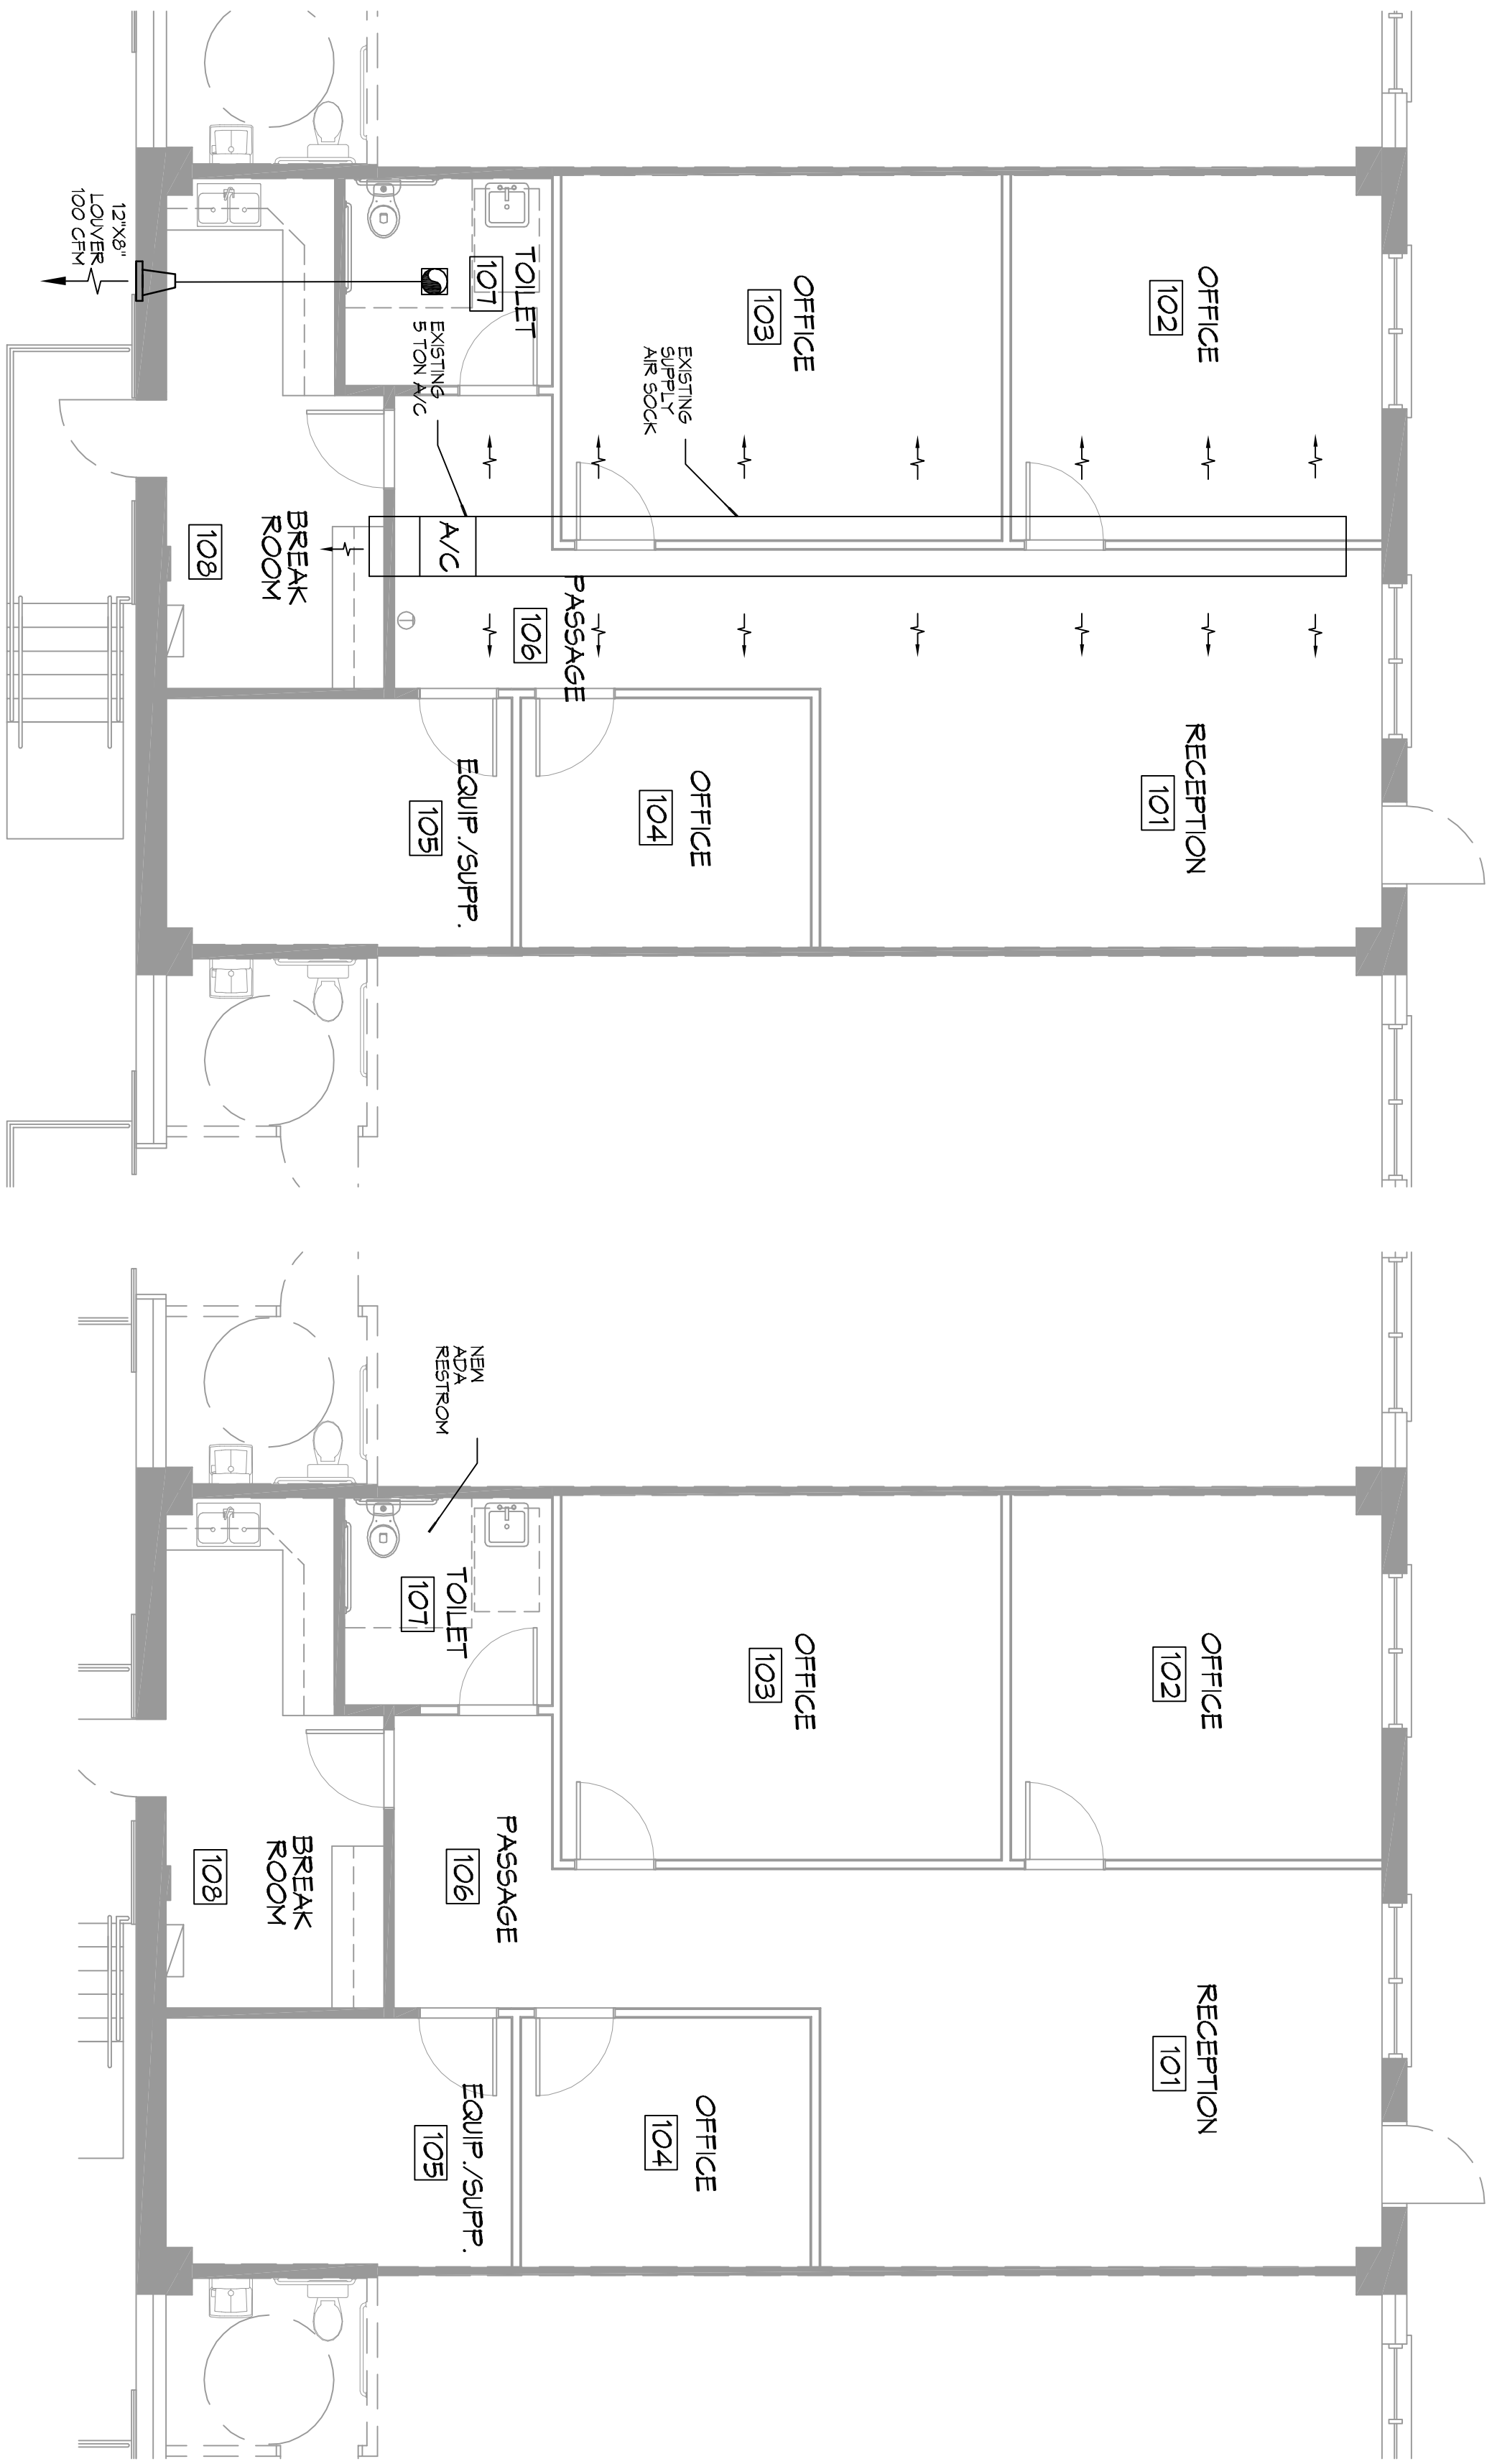 OFFICE
102
OFFICE
103
TOILET
107
12"X8"
LOUVER
100 CFM
EXISTING
SUPPLY
AIR SOCK
EXISTING
5 TON A/C
A/C
BREAK
ROOM
108
PASSAGE
106
RECEPTION
101
OFFICE
104
EQUIP./SUPP.
105
NEW
ADA
RESTROM
OFFICE
102
OFFICE
103
TOILET
107
BREAK
ROOM
108
PASSAGE
106
RECEPTION
101
OFFICE
104
EQUIP./SUPP.
105